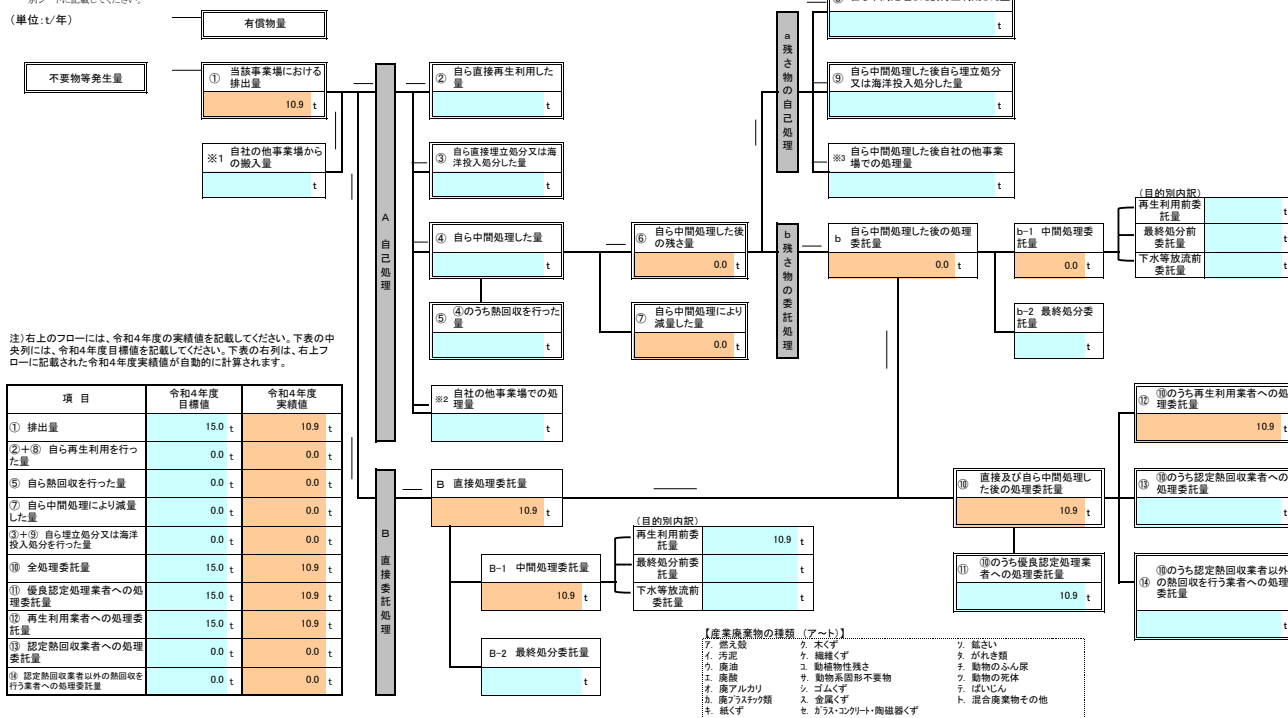 (単位:t/年)
有償物量
不要物等発生量
① 当該事業場における
排出量
10.9 t
※1 自社の他事業場から
の搬入量
t
A 自己処理
② 自ら直接再生利用した
量
t
③ 自ら直接埋立処分又は海
洋投入処分した量
t
④ 自ら中間処理した量
t
⑤ ④のうち熱回収を行った
量
t
※2 自社の他事業場での処
理量
t
⑥ 自ら中間処理した後
の残さ量
0.0 t
⑦ 自ら中間処理により
減量した量
0.0 t
a 残さ物の自己処理
t
⑨ 自ら中間処理した後自ら埋立処分
又は海洋投入処分した量
t
※3 自ら中間処理した後自社の他事業
場での処理量
t
b 残さ物の委託処理
b 自ら中間処理した後の処理
委託量
0.0 t
b-1 中間処理委
託量
0.0 t
b-2 最終処分委
託量
t
(目的別内訳)
再生利用前委
託量 t
最終処分前
委託量 t
下水等放流前
委託量 t
注)右上のフローには、令和4年度の実績値を記載してください。下表の中
央列には、令和4年度目標値を記載してください。下表の右列は、右上フ
ローに記載された令和4年度実績値が自動的に計算されます。
項 目 令和4年度
目標値 令和4年度
実績値
① 排出量 15.0 t 10.9 t
②+⑧ 自ら再生利用を行っ
た量 0.0 t 0.0 t
⑤ 自ら熱回収を行った量 0.0 t 0.0 t
⑦ 自ら中間処理により減量
した量 0.0 t 0.0 t
③+⑨ 自ら埋立処分又は海洋
投入処分を行った量 0.0 t 0.0 t
⑩ 全処理委託量 15.0 t 10.9 t
⑪ 優良認定処理業者への処
理委託量 15.0 t 10.9 t
⑫ 再生利用業者への処理委
託量 15.0 t 10.9 t
⑬ 認定熱回収業者への処理
委託量 0.0 t 0.0 t
⑭ 認定熱回収業者以外の熱回収を
行う業者への処理委託量 0.0 t 0.0 t
B 直接委託処理
B 直接処理委託量
10.9 t
B-1 中間処理委託量
10.9 t
B-2 最終処分委託量
t
(目的別内訳)
再生利用前委
託量 10.9 t
最終処分前委
託量 t
下水等放流前
委託量 t
⑩ 直接及び自ら中間処理し
た後の処理委託量
10.9 t
⑪ ⑩のうち優良認定処理業
者への処理委託量
10.9 t
⑫ ⑩のうち再生利用業者への処
理委託量
10.9 t
⑬ ⑩のうち認定熱回収業者への
処理委託量
t
⑭ ⑩のうち認定熱回収業者以外
の熱回収を行う業者への処理
委託量
t
【産業廃棄物の種類 (ア~ト)】
ア. 燃え殻 ク. 木くず ソ. 鉱さい
イ. 汚泥 ケ. 繊維くず タ. がれき類
ウ. 廃油 コ. 動植物性残さ チ. 動物のふん尿
エ. 廃酸 サ. 動物系固形不要物 ツ. 動物の死体
オ. 廃アルカリ シ. ゴムくず テ. ばいじん
カ. 廃プラスチック類 ス. 金属くず ト. 混合廃棄物その他
キ. 紙くず セ. ガラス・コンクリート・陶磁器くず